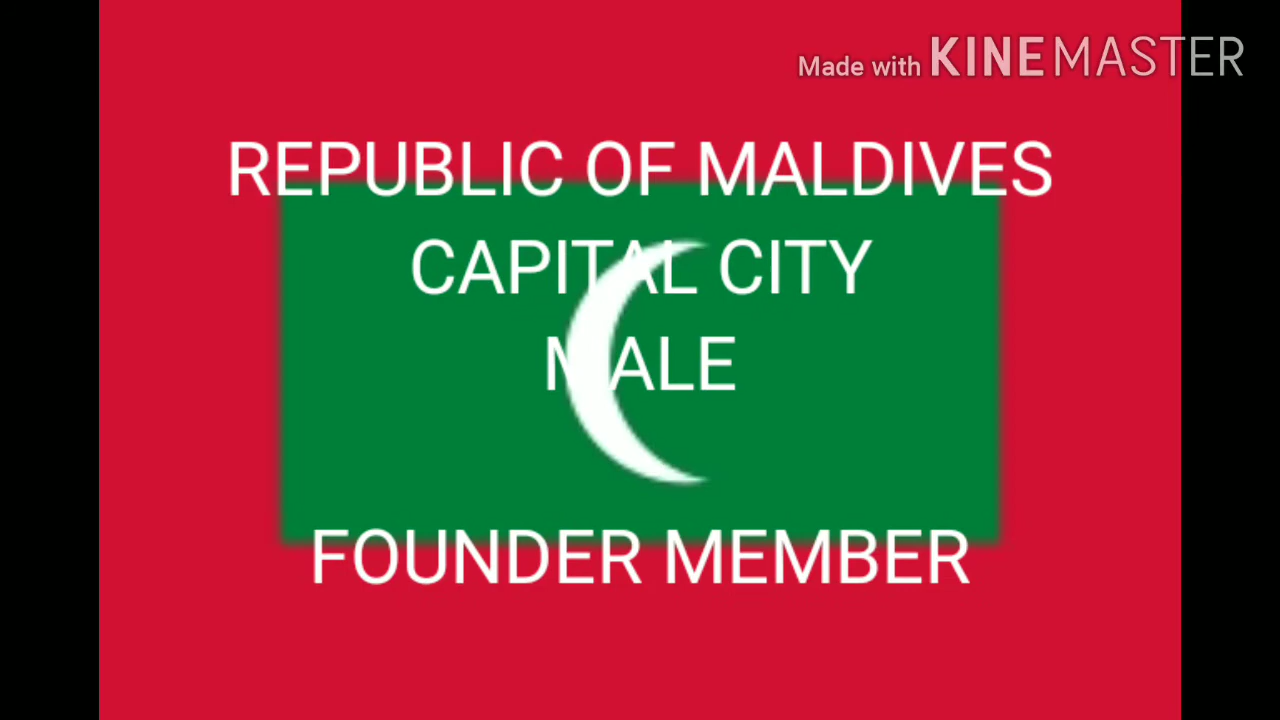 Made with KINEMASTER
REPUBLIC OF MALDIVES
CAPITAL CITY
MALE
FOUNDER MEMBER